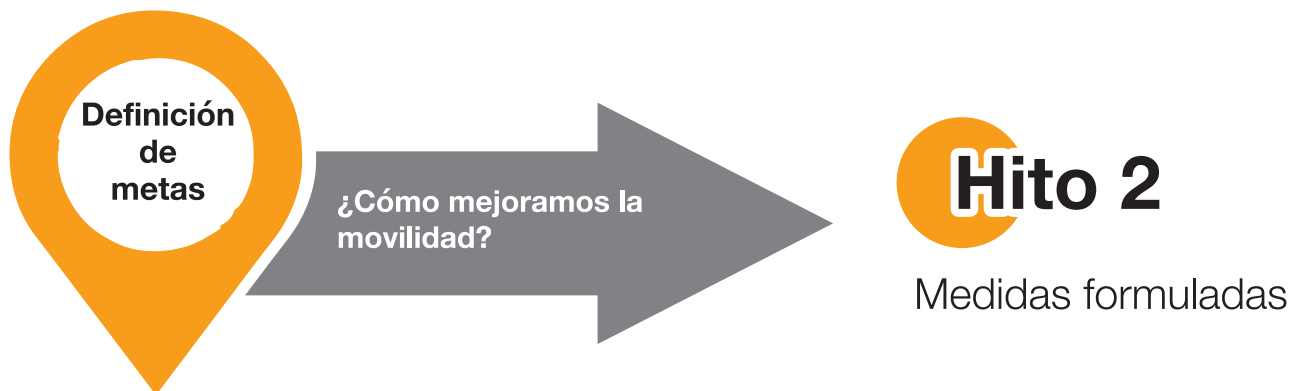 Definición
de
metas
¿Cómo mejoramos la
movilidad?
Hito 2
Medidas formuladas